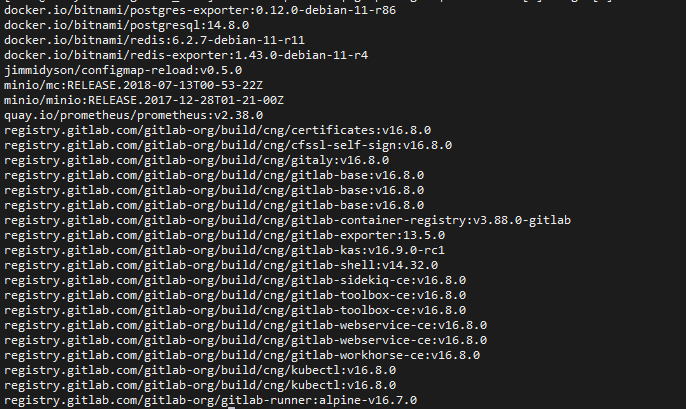 docker.io/bitnami/postgres-exporter:0.12.0-debian-11-r86
docker.io/bitnami/postgresql:14.8.0
docker.io/bitnami/redis:6.2.7-debian-11-r11
docker.io/bitnami/redis-exporter:1.43.0-debian-11-r4
jimmidyson/configmap-reload:v0.5.0
minio/mc:RELEASE.2018-07-13T00-53-22Z
minio/minio:RELEASE.2017-12-28T01-21-00Z
quay.io/prometheus/prometheus:v2.38.0
registry.gitlab.com/gitlab-org/build/cng/certificates:v16.8.0
registry.gitlab.com/gitlab-org/build/cng/cfssl-self-sign:v16.8.0
registry.gitlab.com/gitlab-org/build/cng/gitaly:v16.8.0
registry.gitlab.com/gitlab-org/build/cng/gitlab-base:v16.8.0
registry.gitlab.com/gitlab-org/build/cng/gitlab-base:v16.8.0
registry.gitlab.com/gitlab-org/build/cng/gitlab-base:v16.8.0
registry.gitlab.com/gitlab-org/build/cng/gitlab-container-registry:v3.88.0-gitlab
registry.gitlab.com/gitlab-org/build/cng/gitlab-exporter:13.5.0
registry.gitlab.com/gitlab-org/build/cng/gitlab-kas:v16.9.0-rc1
registry.gitlab.com/gitlab-org/build/cng/gitlab-shell:v14.32.0
registry.gitlab.com/gitlab-org/build/cng/gitlab-sidekiq-ce:v16.8.0
registry.gitlab.com/gitlab-org/build/cng/gitlab-toolbox-ce:v16.8.0
registry.gitlab.com/gitlab-org/build/cng/gitlab-toolbox-ce:v16.8.0
registry.gitlab.com/gitlab-org/build/cng/gitlab-webservice-ce:v16.8.0
registry.gitlab.com/gitlab-org/build/cng/gitlab-webservice-ce:v16.8.0
registry.gitlab.com/gitlab-org/build/cng/gitlab-workhorse-ce:v16.8.0
registry.gitlab.com/gitlab-org/build/cng/kubectl:v16.8.0
registry.gitlab.com/gitlab-org/build/cng/kubectl:v16.8.0
registry.gitlab.com/gitlab-org/gitlab-runner:alpine-v16.7.0